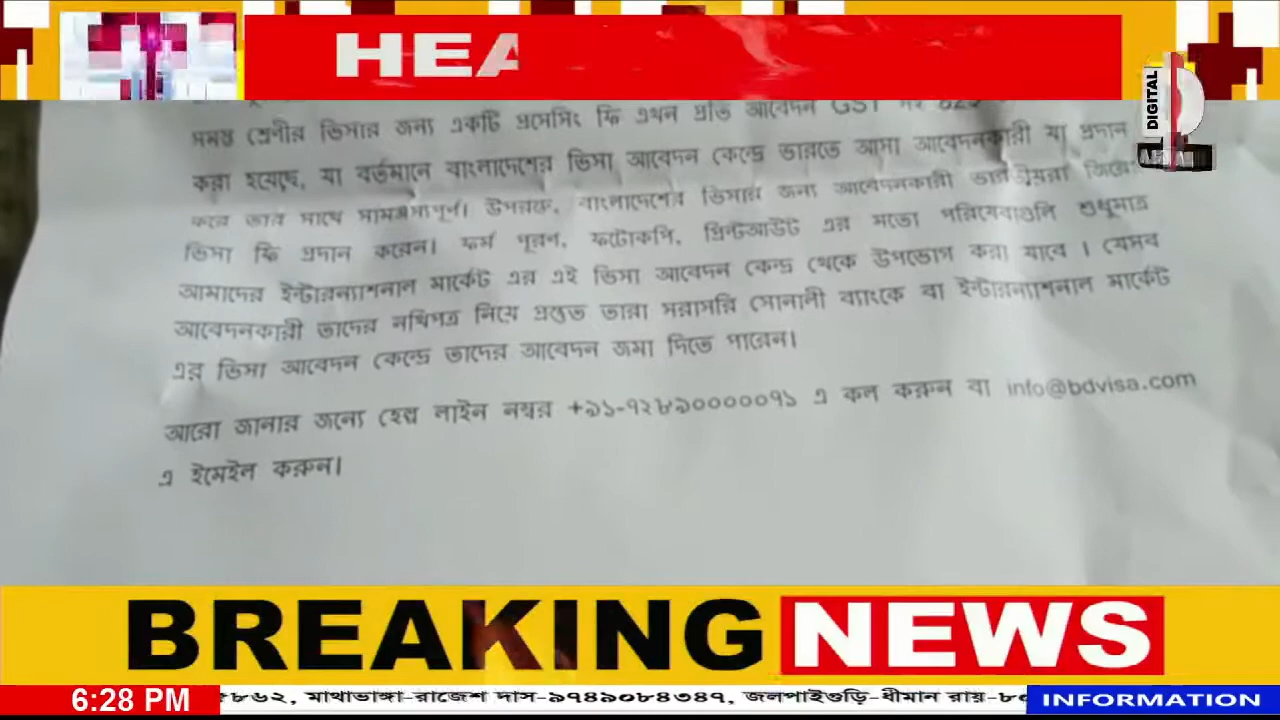 HEA
DIGITAL
সমস্ত শ্রেণীর ভিসার জন্য একটি প্রসেসিং ফি এখন প্রতি আবেদন GST
করা হয়েছে, যা বর্তমানে বাংলাদেশের ভিসা আবেদন কেন্দ্রে ভারতে আসা আবেদনকারী যা প্রদান
করে তার সাথে সামঞ্জস্যপূর্ণ। উপরন্তু, বাংলাদেশের ভিসার জন্য আবেদনকারী ভারতীয়রা
ভিসা ফি প্রদান করেন। ফর্ম পূরণ, ফটোকপি, প্রিন্টআউট এর মতো পরিষেবাগুলি শুধুমাত্র
আমাদের ইন্টারন্যাশনাল মার্কেট এর এই ভিসা আবেদন কেন্দ্র থেকে উপভোগ করা যাবে । যেসব
আবেদনকারী তাদের নথিপত্র নিয়ে প্রস্তুত তারা সরাসরি সোনালী ব্যাংকে বা ইন্টারন্যাশনাল মার্কেট
এর ভিসা আবেদন কেন্দ্রে তাদের আবেদন জমা দিতে পারেন।
আরো জানার জন্যে হেল্প লাইন নম্বর +৯১-৭২৮৯০০০০৭১ এ কল করুন বা info@bdvisa.com
এ ইমেইল করুন।
BREAKING NEWS
6:28 PM
৮৬২, মাথাভাঙ্গা-রাজেশ দাস-৯৭৪৯০৮৪৩৪৭, জলপাইগুড়ি-ধীমান রায়-৮
INFORMATION